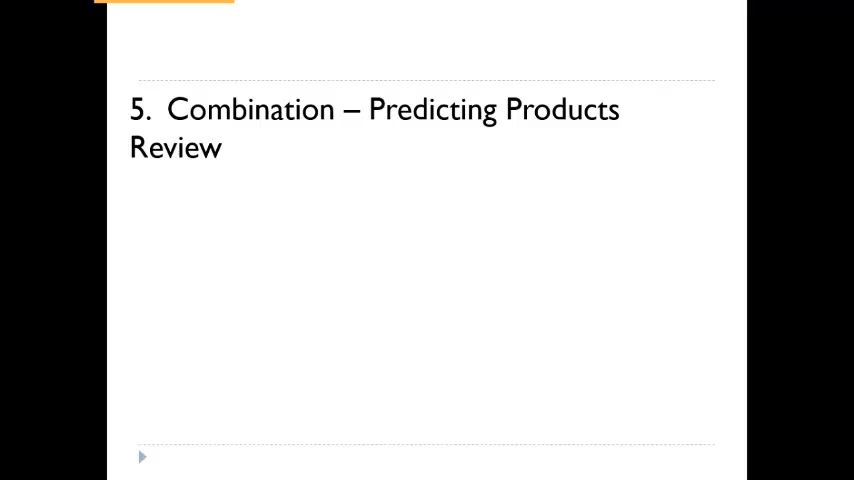 5. Combination – Predicting Products
Review